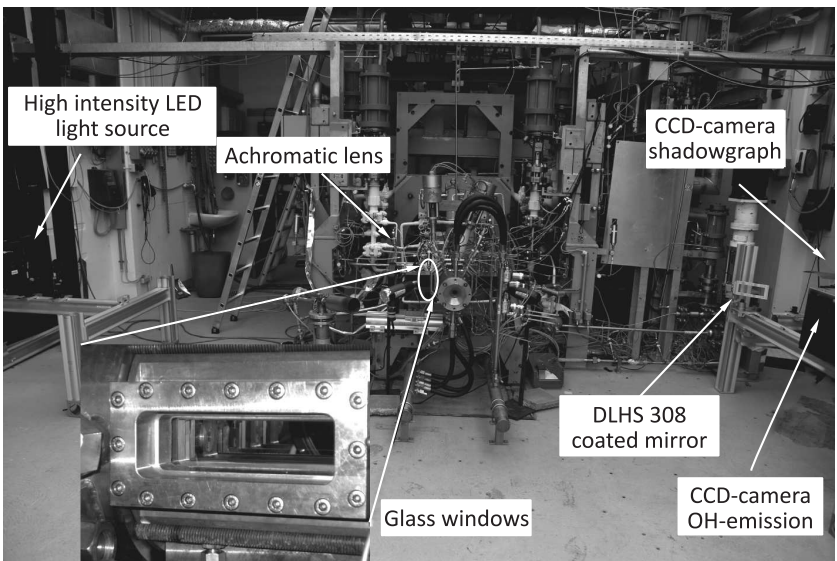 High intensity LED
light source
Achromatic lens
CCD-camera
shadowgraph
DLHS 308
coated mirror
Glass windows
CCD-camera
OH-emission